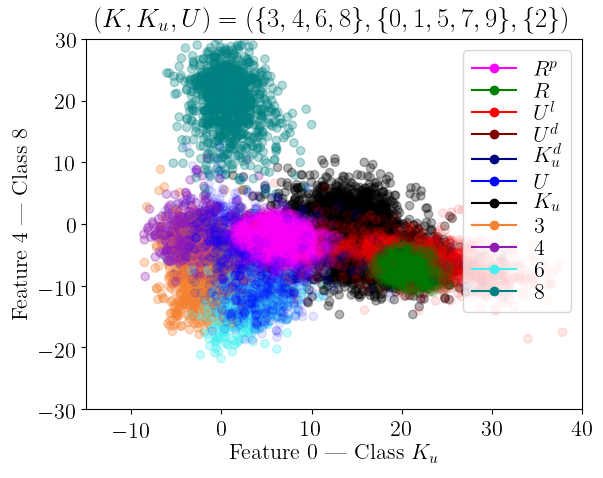 (K, K_u, U) = ({3, 4, 6, 8}, {0, 1, 5, 7, 9}, {2})
30
20
10
0
−10
−20
−30
Feature 4 — Class 8
R^p
R
U^l
U^d
K_u^d
U
K_u
3
4
6
8
−10
0
10
20
30
40
Feature 0 — Class K_u